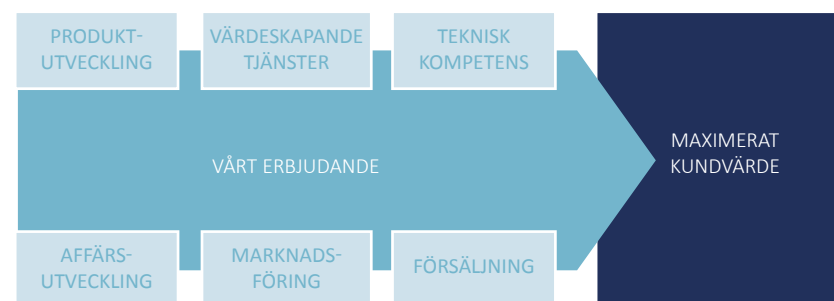 PRODUKT-
UTVECKLING
VÄRDESKAPANDE
TJÄNSTER
TEKNISK
KOMPETENS
VÅRT ERBJUDANDE
MAXIMERAT
KUNDVÄRDE
AFFÄRS-
UTVECKLING
MARKNADS-
FÖRING
FÖRSÄLJNING